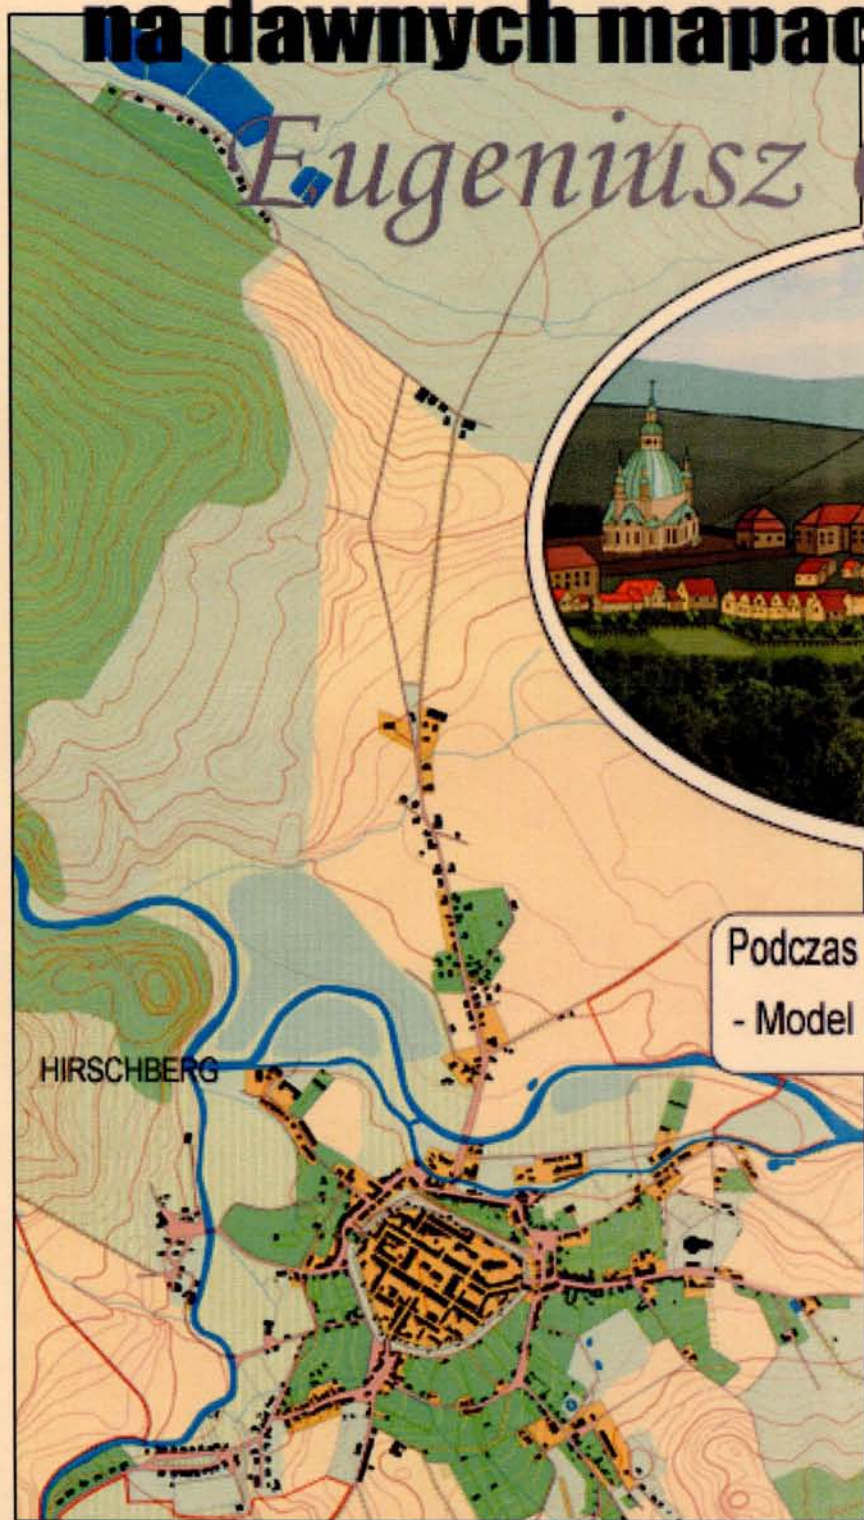 na dawnych mapac
Eugeniusz
Podczas
- Model
HIRSCHBERG